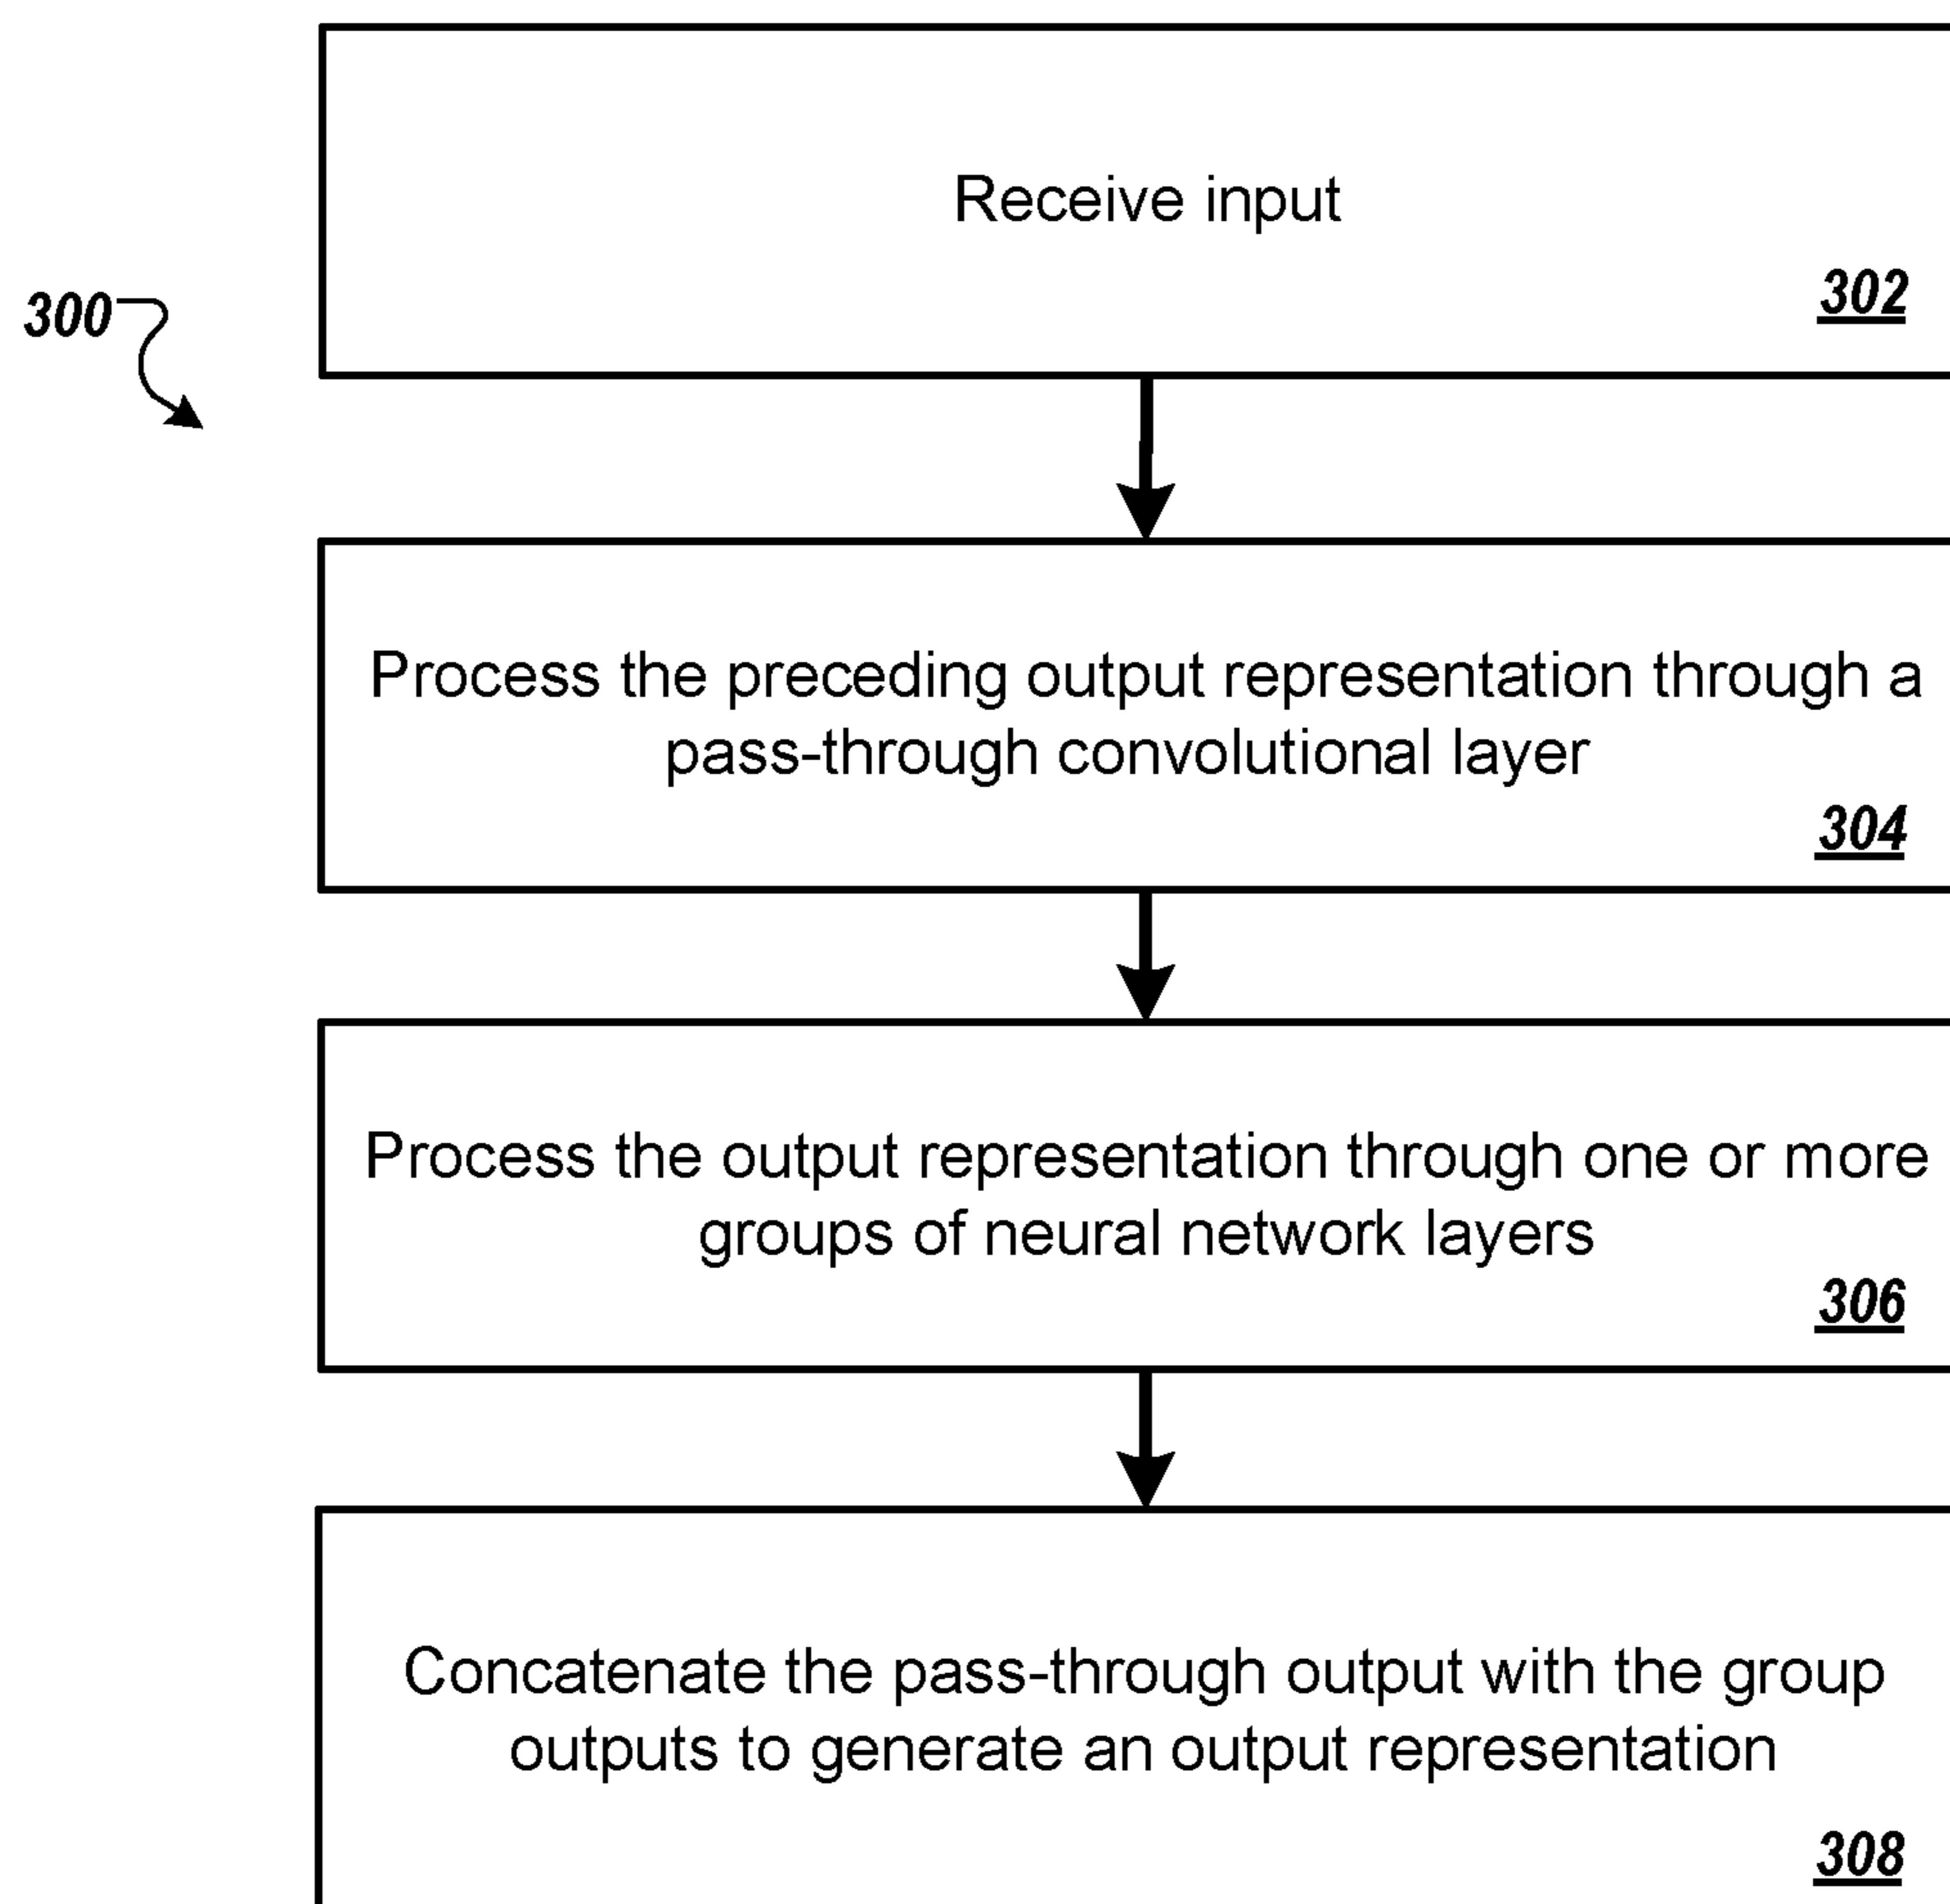 Receive input
302
300
Process the preceding output representation through a
pass-through convolutional layer
304
Process the output representation through one or more
groups of neural network layers
306
Concatenate the pass-through output with the group
outputs to generate an output representation
308